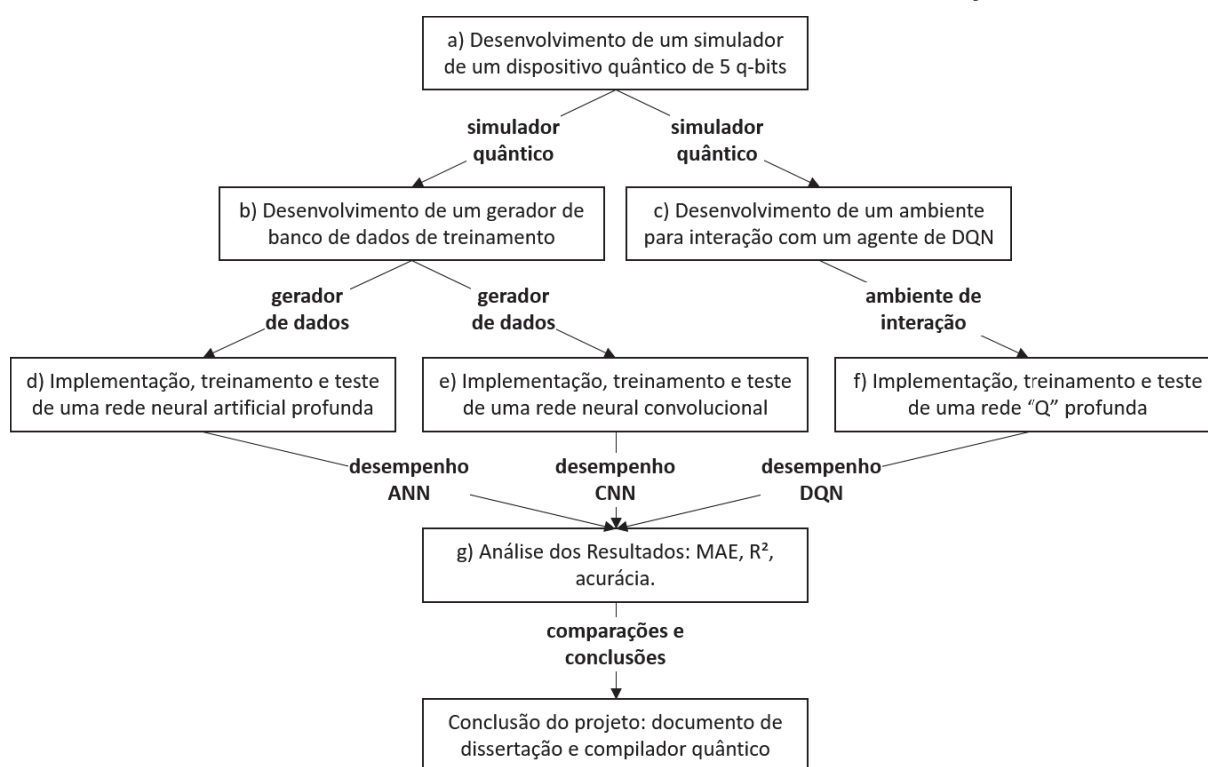 a) Desenvolvimento de um simulador
de um dispositivo quântico de 5 q-bits
simulador
quântico
simulador
quântico
b) Desenvolvimento de um gerador de
banco de dados de treinamento
c) Desenvolvimento de um ambiente
para interação com um agente de DQN
gerador
de dados
gerador
de dados
ambiente de
interação
d) Implementação, treinamento e teste
de uma rede neural artificial profunda
e) Implementação, treinamento e teste
de uma rede neural convolucional
f) Implementação, treinamento e teste
de uma rede “Q” profunda
desempenho
ANN
desempenho
CNN
desempenho
DQN
g) Análise dos Resultados: MAE, R²,
acurácia.
comparações e
conclusões
Conclusão do projeto: documento de
dissertação e compilador quântico